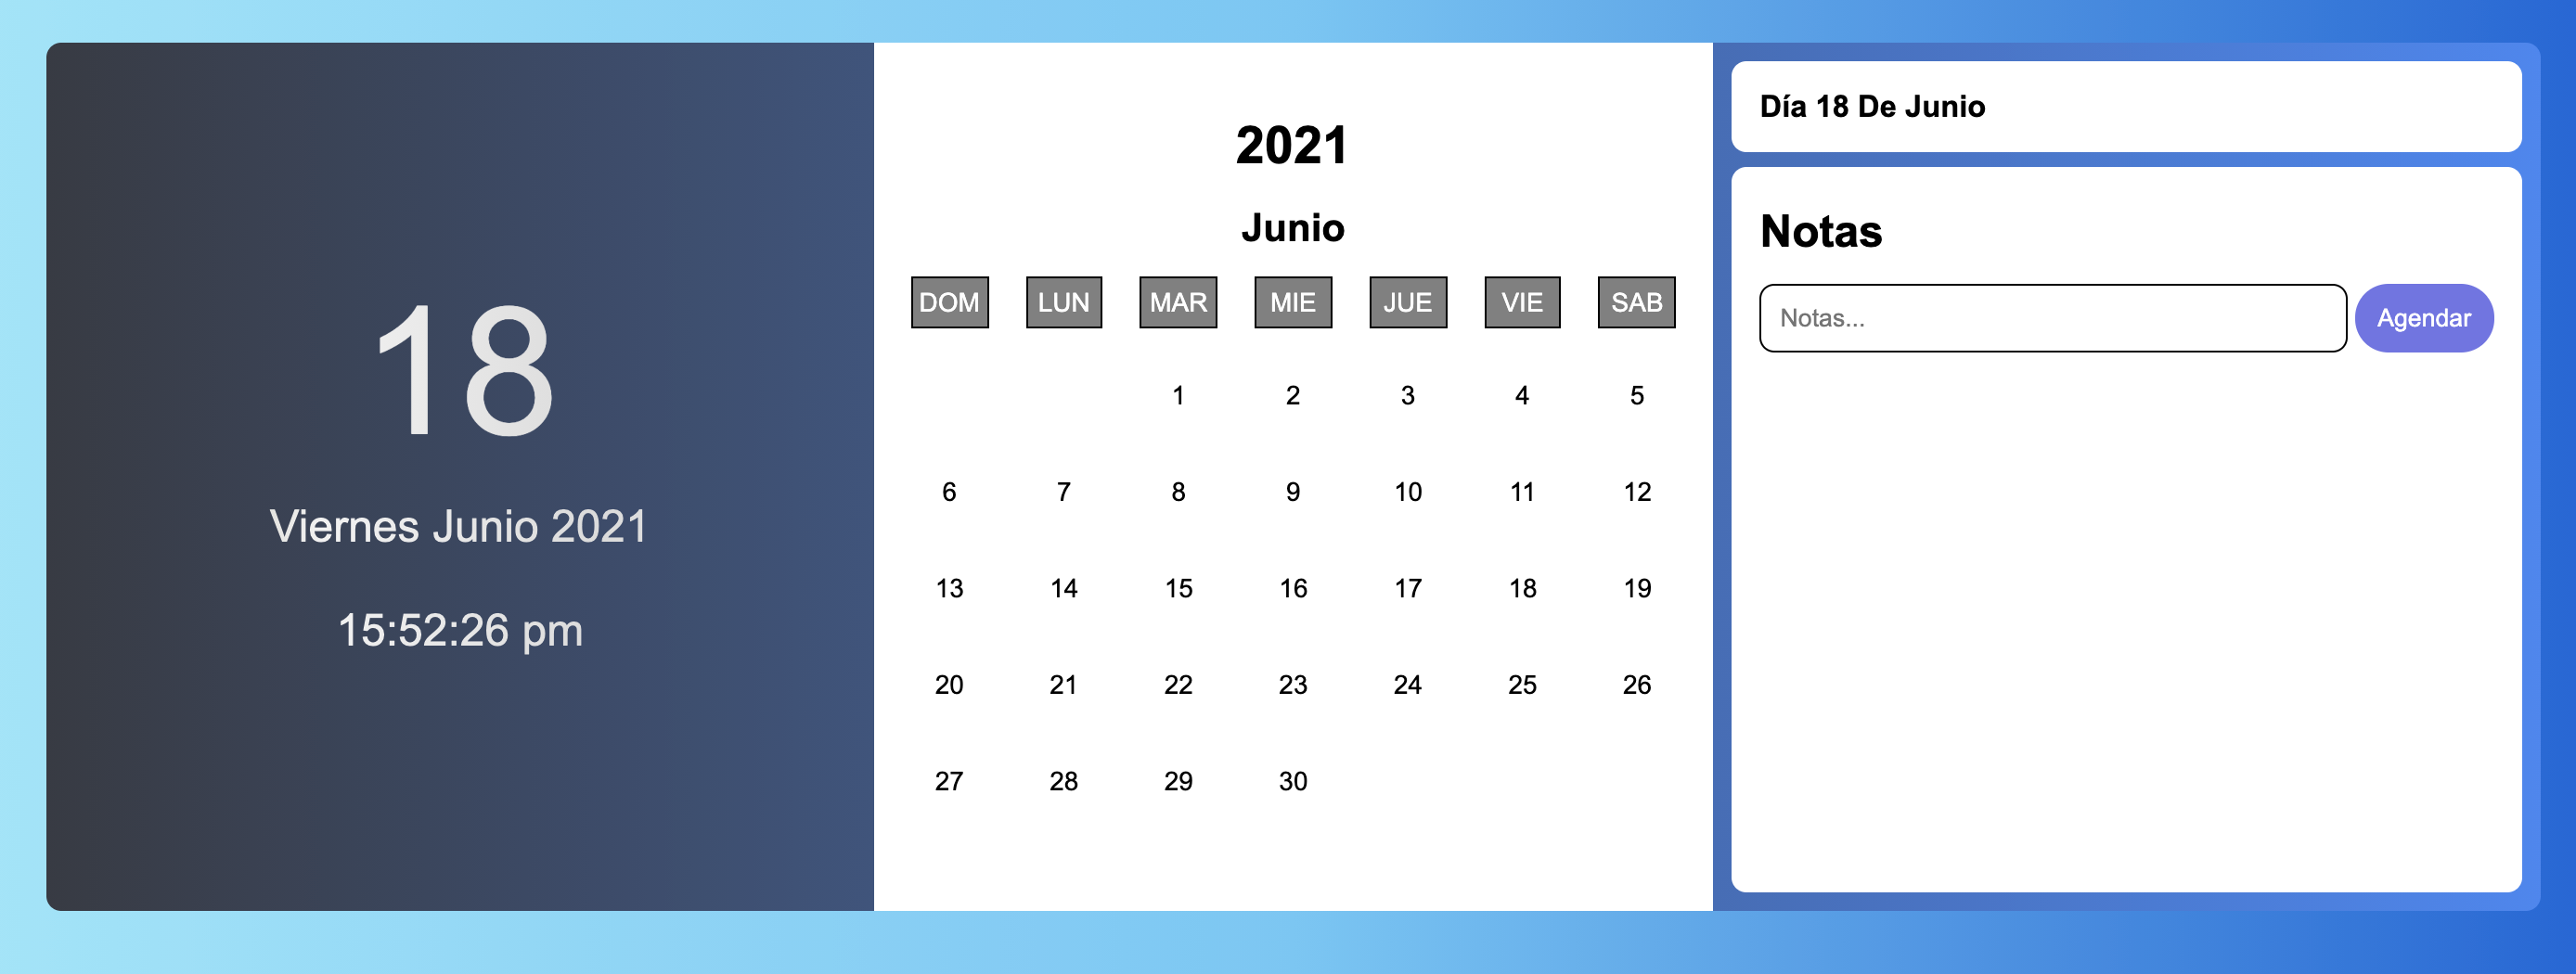 18
Viernes Junio 2021
15:52:26 pm
2021
Junio
DOM LUN MAR MIE JUE VIE SAB
1 2 3 4 5
6 7 8 9 10 11 12
13 14 15 16 17 18 19
20 21 22 23 24 25 26
27 28 29 30
Día 18 De Junio
Notas
Notas... Agendar